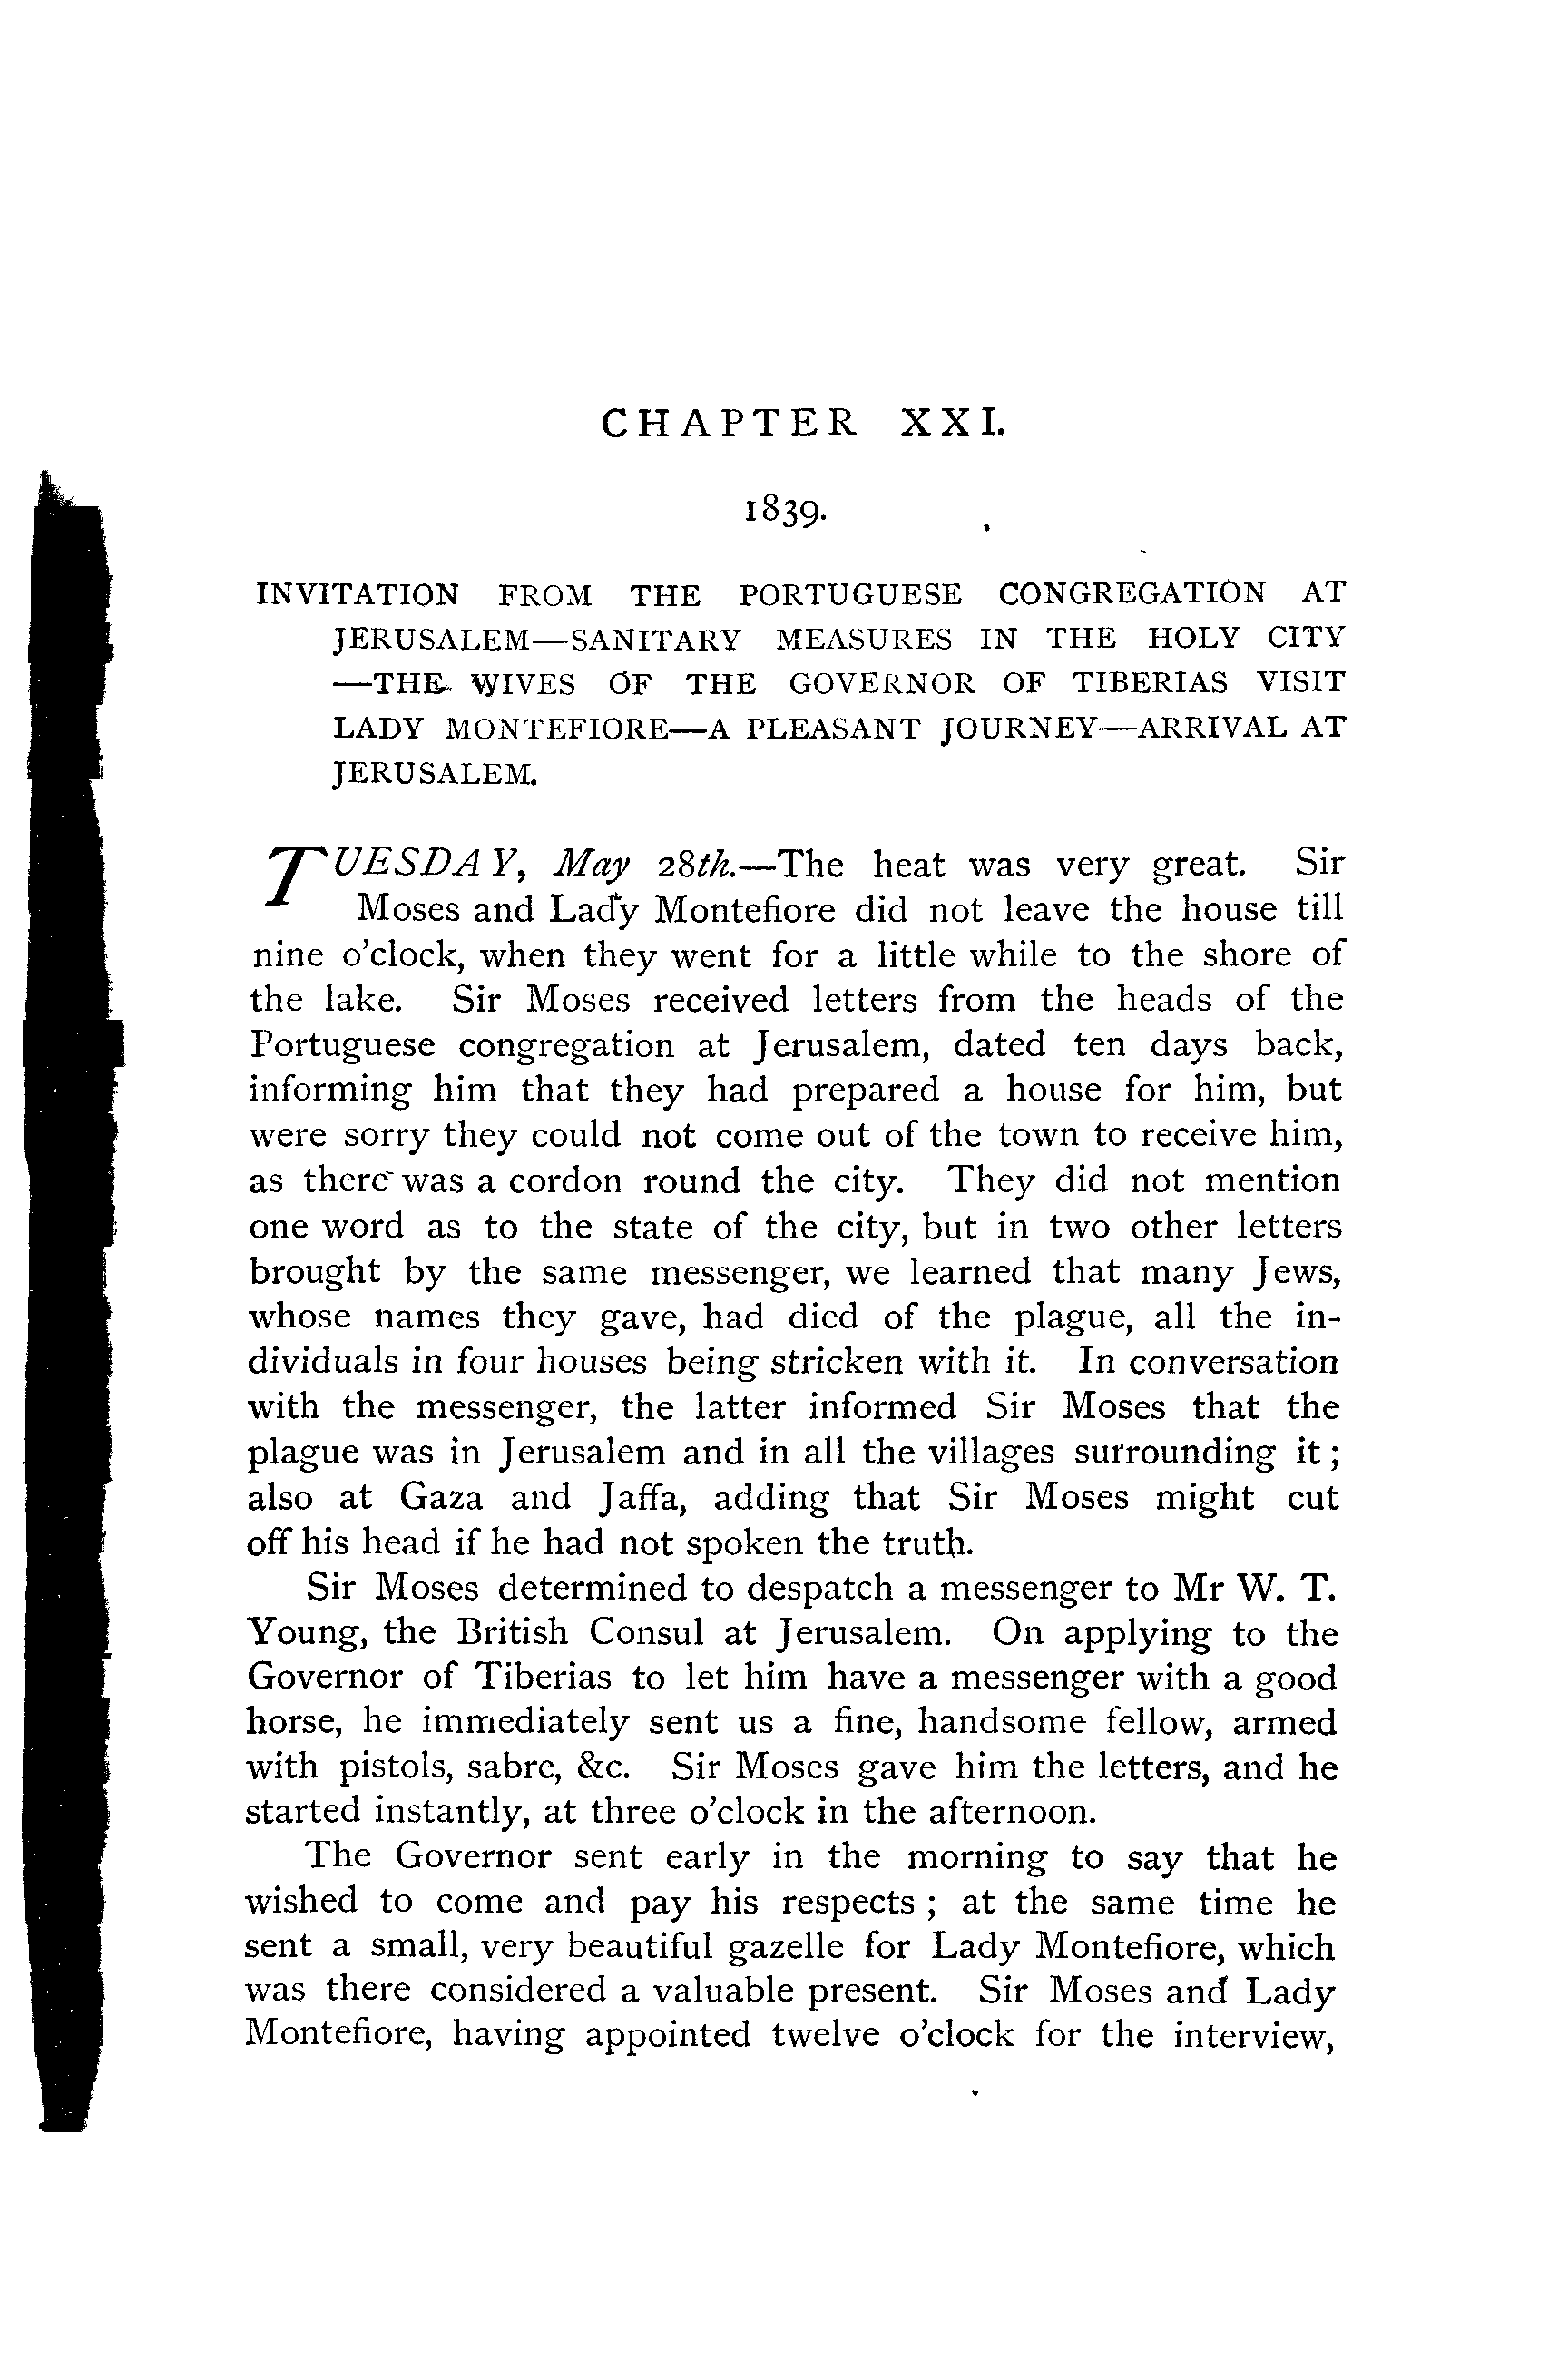 CHAPTER XXI.
1839.
INVITATION FROM THE PORTUGUESE CONGREGATION AT
JERUSALEM—SANITARY MEASURES IN THE HOLY CITY
—THE WIVES OF THE GOVERNOR OF TIBERIAS VISIT
LADY MONTEFIORE—A PLEASANT JOURNEY—ARRIVAL AT
JERUSALEM.
TUESDAY, May 28th.—The heat was very great. Sir
Moses and Lady Montefiore did not leave the house till
nine o'clock, when they went for a little while to the shore of
the lake. Sir Moses received letters from the heads of the
Portuguese congregation at Jerusalem, dated ten days back,
informing him that they had prepared a house for him, but
were sorry they could not come out of the town to receive him,
as there was a cordon round the city. They did not mention
one word as to the state of the city, but in two other letters
brought by the same messenger, we learned that many Jews,
whose names they gave, had died of the plague, all the in-
dividuals in four houses being stricken with it. In conversation
with the messenger, the latter informed Sir Moses that the
plague was in Jerusalem and in all the villages surrounding it;
also at Gaza and Jaffa, adding that Sir Moses might cut
off his head if he had not spoken the truth.
Sir Moses determined to despatch a messenger to Mr W. T.
Young, the British Consul at Jerusalem. On applying to the
Governor of Tiberias to let him have a messenger with a good
horse, he immediately sent us a fine, handsome fellow, armed
with pistols, sabre, &c. Sir Moses gave him the letters, and he
started instantly, at three o'clock in the afternoon.
The Governor sent early in the morning to say that he
wished to come and pay his respects; at the same time he
sent a small, very beautiful gazelle for Lady Montefiore, which
was there considered a valuable present. Sir Moses and Lady
Montefiore, having appointed twelve o'clock for the interview,